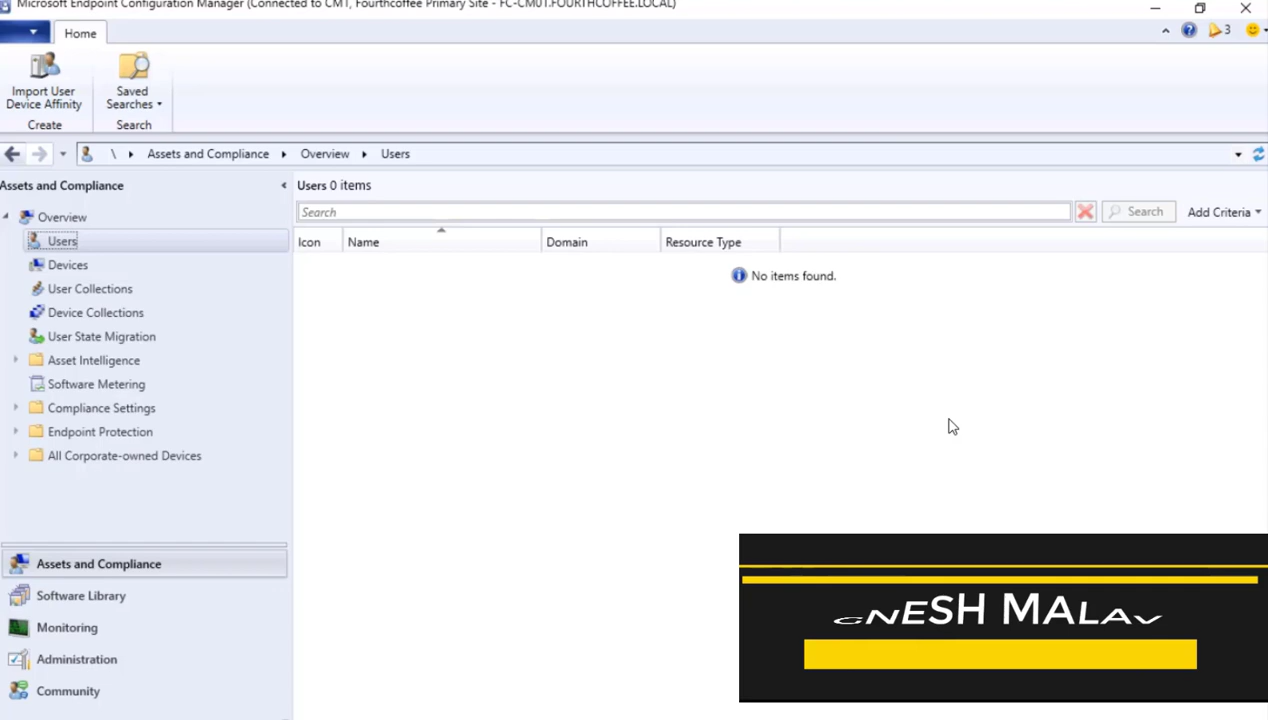 Microsoft Endpoint Configuration Manager (Connected to CMT, Fourthcoffee Primary Site - FC-CM01.FOURTHCOFFEE.LOCAL)
Home
3
Import User
Device Affinity
Saved
Searches
Create
Search
\ Assets and Compliance Overview Users
Assets and Compliance
Users 0 items
Search
Search
Add Criteria
Icon Name Domain Resource Type
No items found.
Overview
Users
Devices
User Collections
Device Collections
User State Migration
Asset Intelligence
Software Metering
Compliance Settings
Endpoint Protection
All Corporate-owned Devices
Assets and Compliance
Software Library
Monitoring
Administration
Community
GNESH MALAV